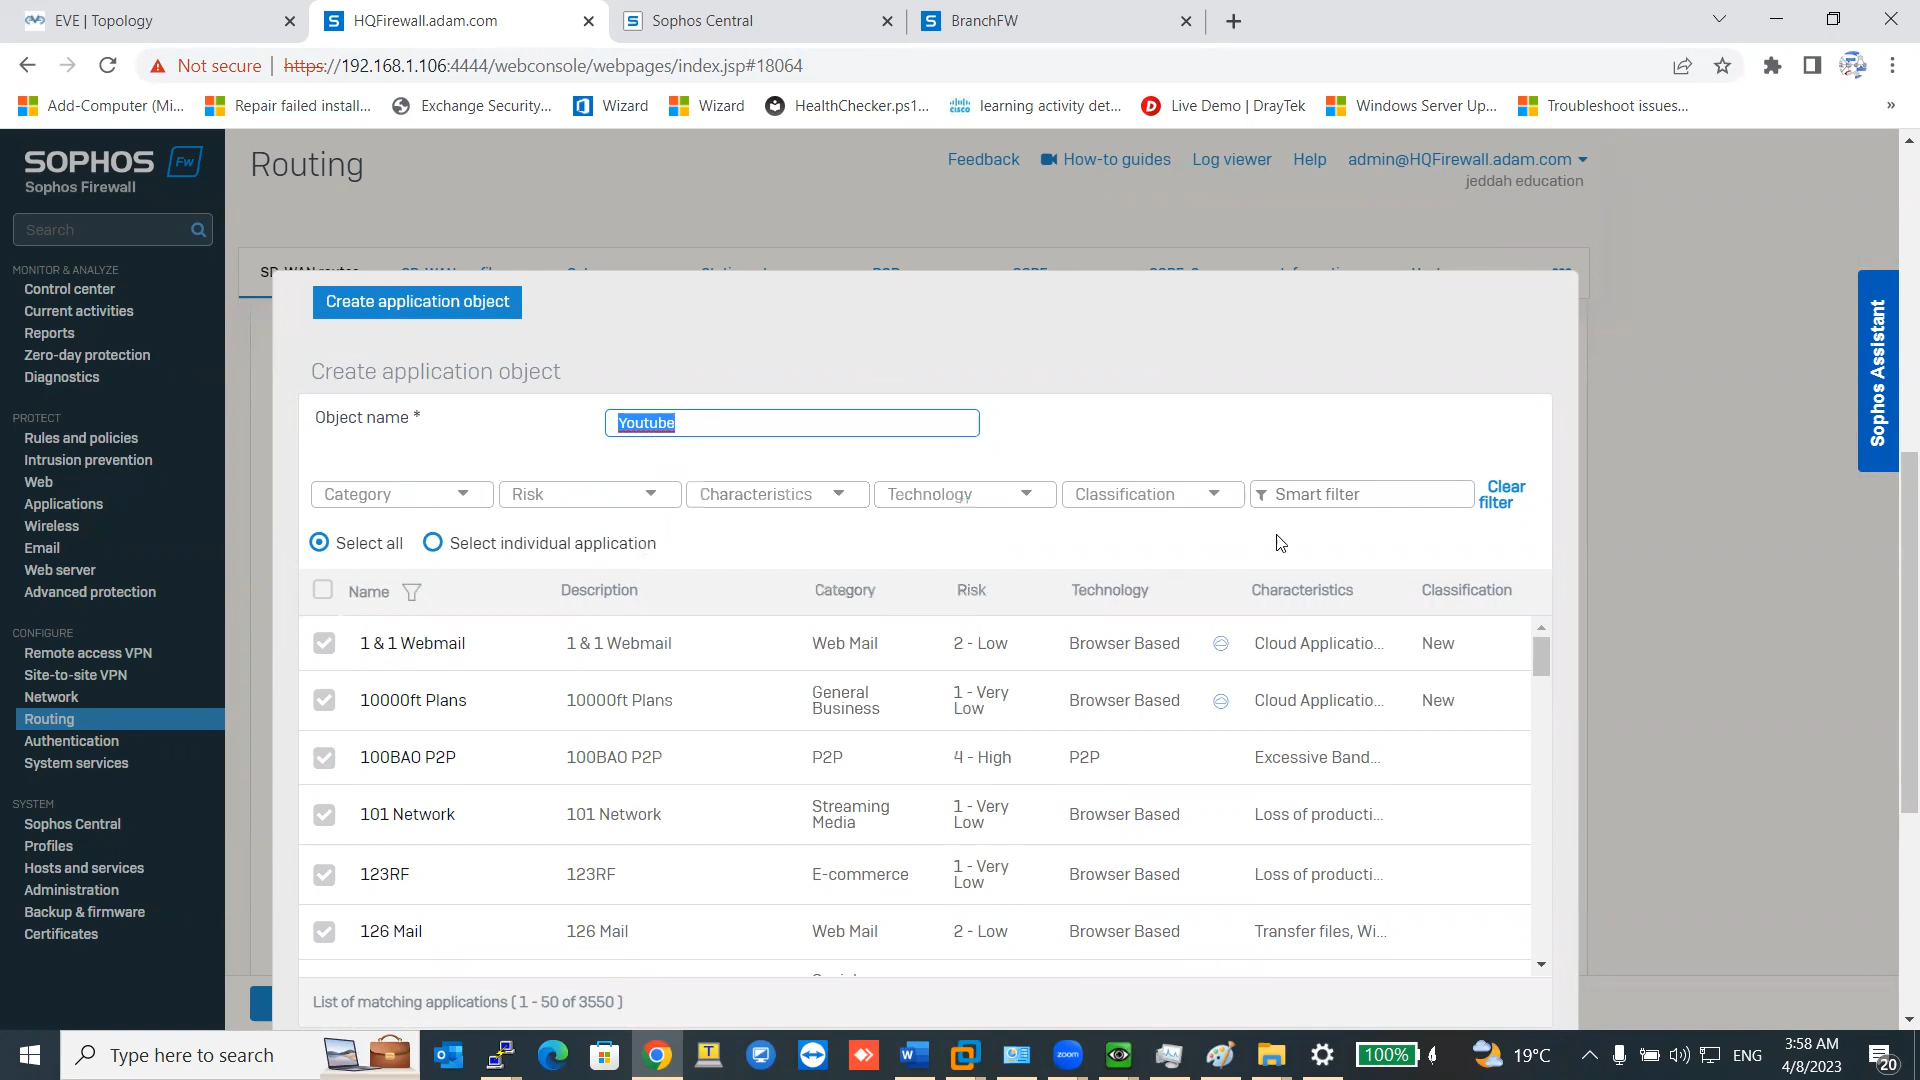 EVE | Topology
HQFirewall.adam.com
Sophos Central
BranchFW
Not secure | https://192.168.1.106:4444/webconsole/webpages/index.jsp#18064
Add-Computer (Mi...
Repair failed install...
Exchange Security...
Wizard
Wizard
HealthChecker.ps1...
learning activity det...
Live Demo | DrayTek
Windows Server Up...
Troubleshoot issues...
»
SOPHOS Fw
Sophos Firewall
Search
MONITOR & ANALYZE
Control center
Current activities
Reports
Zero-day protection
Diagnostics
PROTECT
Rules and policies
Intrusion prevention
Web
Applications
Wireless
Email
Web server
Advanced protection
CONFIGURE
Remote access VPN
Site-to-site VPN
Network
Routing
Authentication
System services
SYSTEM
Sophos Central
Profiles
Hosts and services
Administration
Backup & firmware
Certificates
Routing
Feedback
How-to guides
Log viewer
Help
admin@HQFirewall.adam.com
jeddah education
Create application object
Create application object
Object name *
Youtube
Category
Risk
Characteristics
Technology
Classification
Smart filter
Clear
filter
Select all
Select individual application
Name Description Category Risk Technology Characteristics Classification
1 & 1 Webmail 1 & 1 Webmail Web Mail 2 - Low Browser Based Cloud Applicatio... New
10000ft Plans 10000ft Plans General Business 1 - Very Low Browser Based Cloud Applicatio... New
100BAO P2P 100BAO P2P P2P 4 - High P2P Excessive Band...
101 Network 101 Network Streaming Media 1 - Very Low Browser Based Loss of producti...
123RF 123RF E-commerce 1 - Very Low Browser Based Loss of producti...
126 Mail 126 Mail Web Mail 2 - Low Browser Based Transfer files, Wi...
List of matching applications ( 1 - 50 of 3550 )
Sophos Assistant
Type here to search
zoom
100%
19°C
ENG
3:58 AM
4/8/2023
20